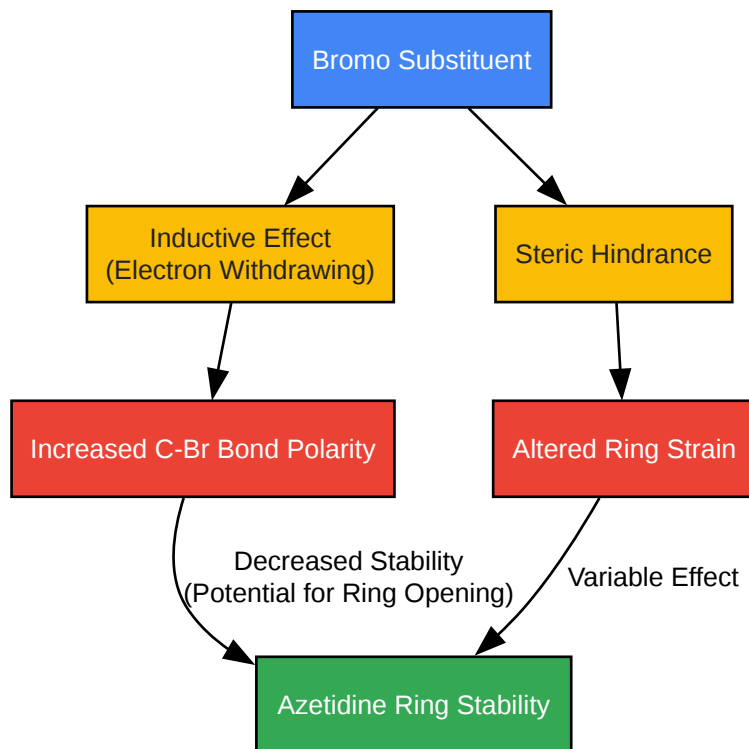 Bromo Substituent
Inductive Effect
(Electron Withdrawing)
Steric Hindrance
Increased C-Br Bond Polarity
Altered Ring Strain
Decreased Stability
(Potential for Ring Opening)
Variable Effect
Azetidine Ring Stability